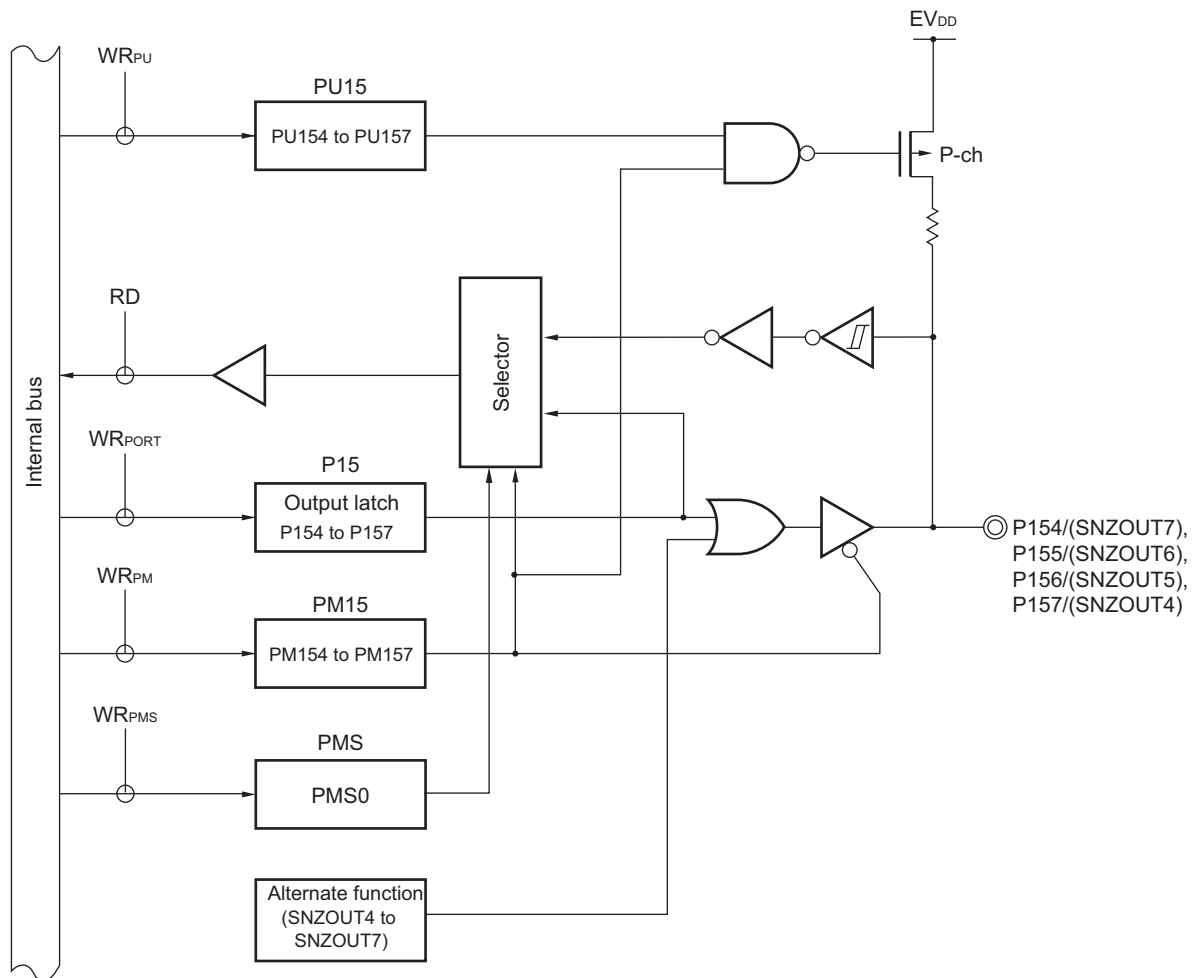 EVDD
WRPU
PU15
PU154 to PU157
P-ch
RD
Selector
Internal bus
WRPORT
P15
Output latch
P154 to P157
P154/(SNZOUT7),
P155/(SNZOUT6),
P156/(SNZOUT5),
P157/(SNZOUT4)
WRPM
PM15
PM154 to PM157
WRPMS
PMS
PMS0
Alternate function
(SNZOUT4 to
SNZOUT7)